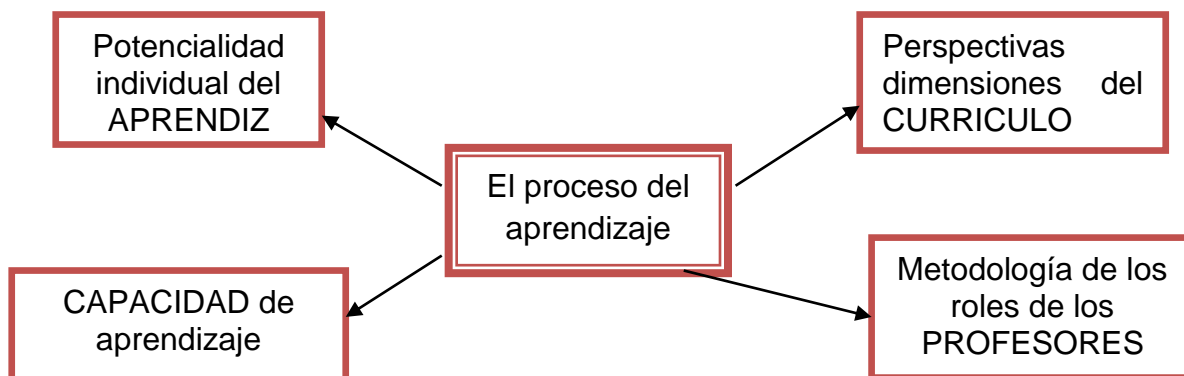 Potencialidad
individual del
APRENDIZ
Perspectivas
dimensiones del
CURRICULO
El proceso del
aprendizaje
CAPACIDAD de
aprendizaje
Metodología de los
roles de los
PROFESORES